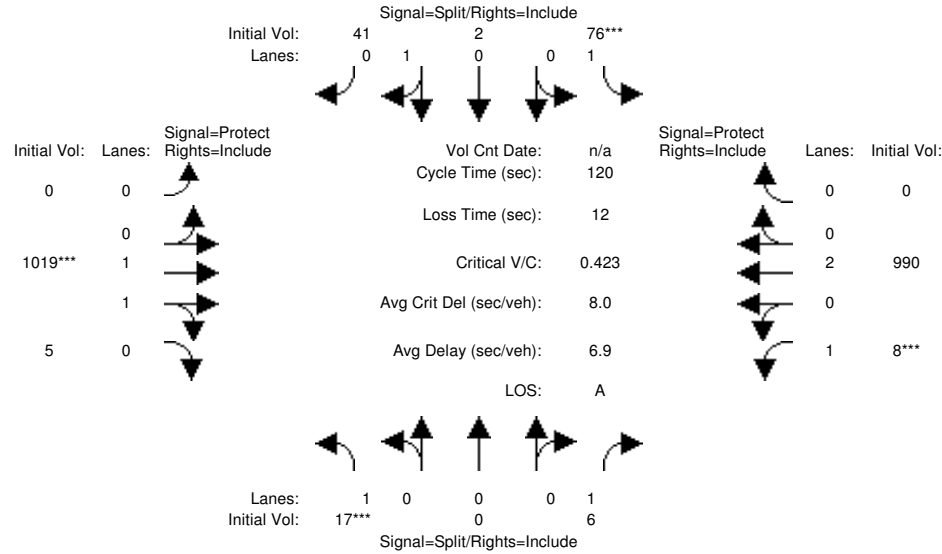 Signal=Split/Rights=Include
Initial Vol: 41 2 76***
Lanes: 0 1 0 0 1
Signal=Protect Signal=Protect
Initial Vol: Lanes: Rights=Include Vol Cnt Date: n/a Rights=Include Lanes: Initial Vol:
Cycle Time (sec): 120
0 0 0 0
Loss Time (sec): 12
0 0
1019*** 1 Critical V/C: 0.423 2 990
1 Avg Crit Del (sec/veh): 8.0 0
5 0 Avg Delay (sec/veh): 6.9 1 8***
LOS: A
Lanes: 1 0 0 0 1
Initial Vol: 17*** 0 6
Signal=Split/Rights=Include